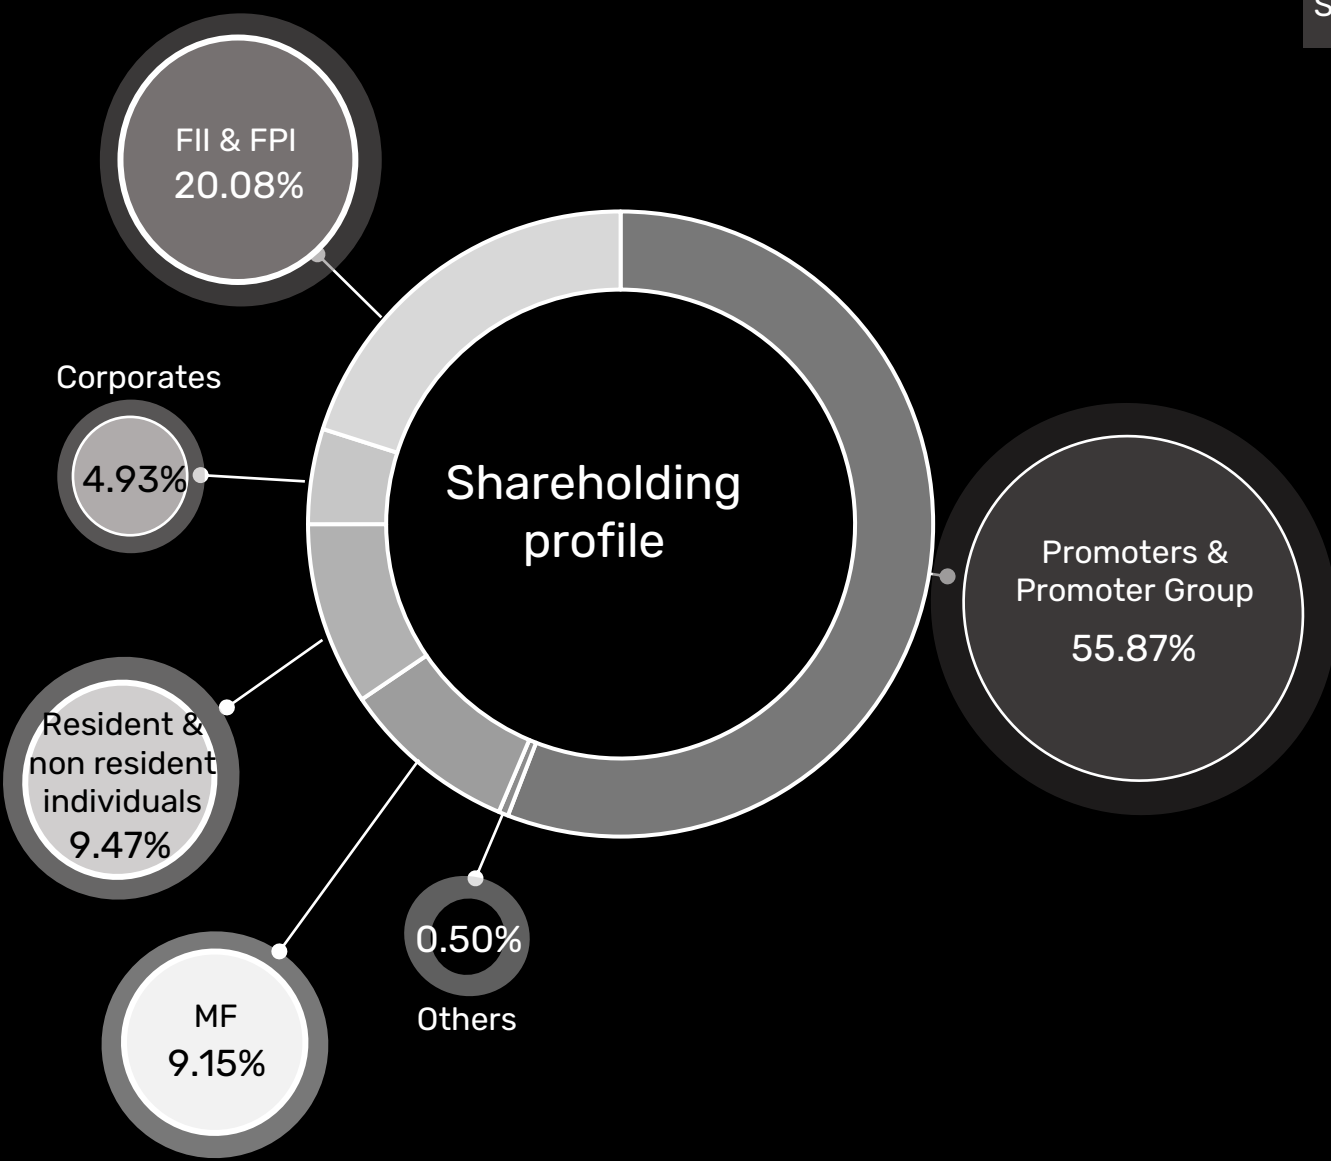 FII & FPI
20.08%
Corporates
4.93%
Shareholding
profile
Promoters &
Promoter Group
55.87%
Resident &
non resident
individuals
9.47%
0.50%
Others
MF
9.15%